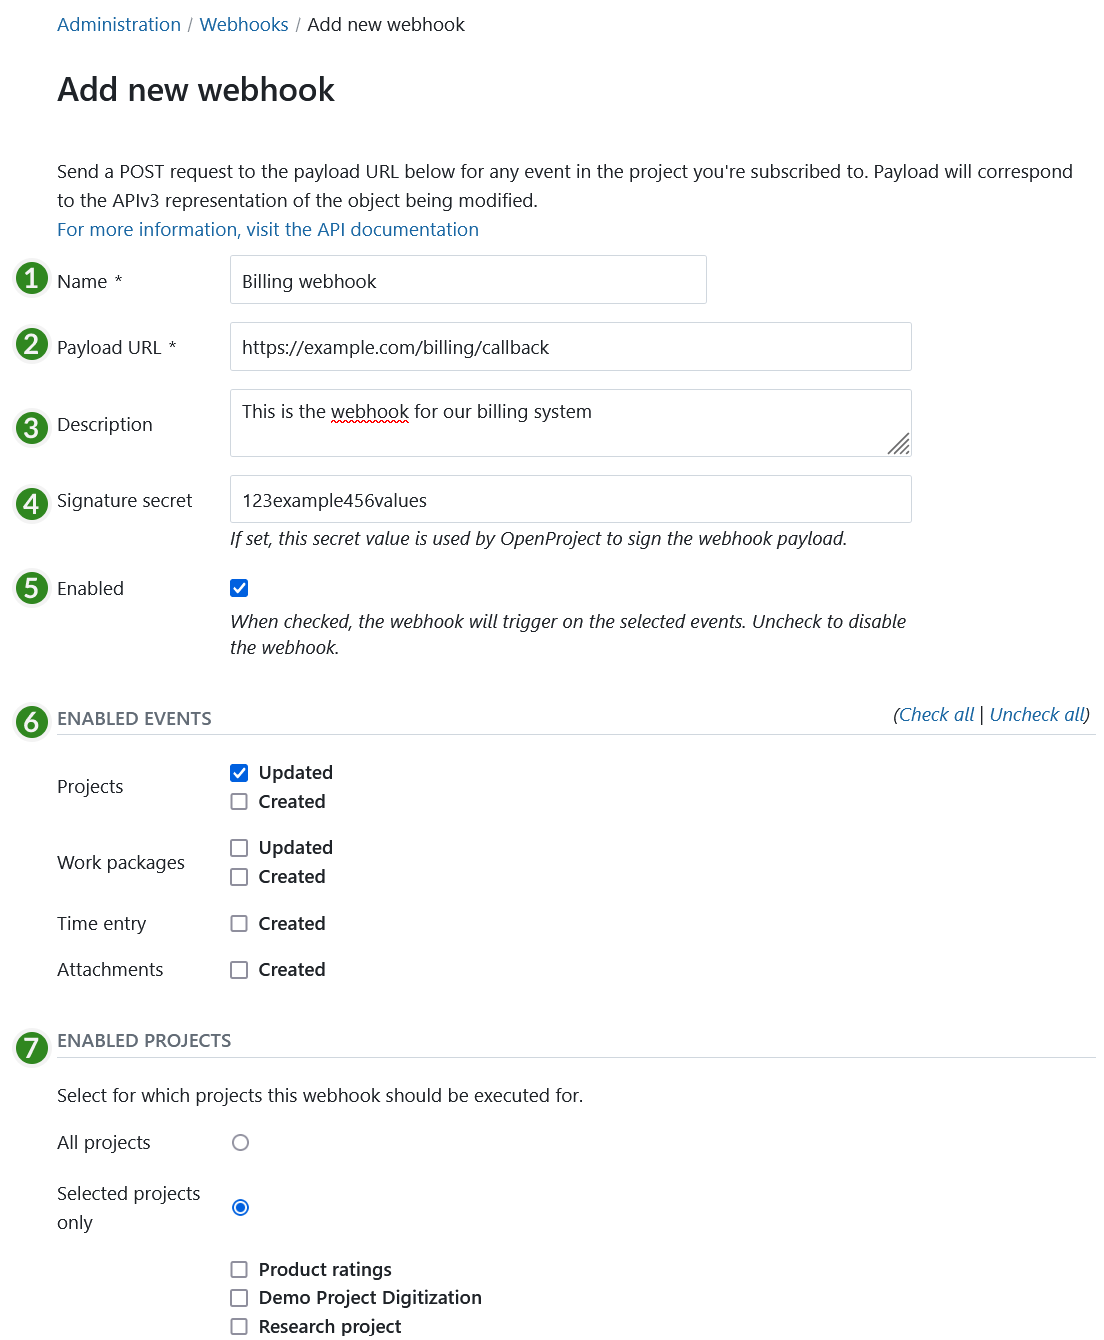 Administration / Webhooks / Add new webhook
Add new webhook
Send a POST request to the payload URL below for any event in the project you're subscribed to. Payload will correspond
to the APIv3 representation of the object being modified.
For more information, visit the API documentation
1 Name * Billing webhook
2 Payload URL * https://example.com/billing/callback
3 Description This is the webhook for our billing system
4 Signature secret 123example456values
If set, this secret value is used by OpenProject to sign the webhook payload.
5 Enabled
When checked, the webhook will trigger on the selected events. Uncheck to disable
the webhook.
6 ENABLED EVENTS (Check all | Uncheck all)
Projects
Updated
Created
Work packages
Updated
Created
Time entry Created
Attachments Created
7 ENABLED PROJECTS
Select for which projects this webhook should be executed for.
All projects
Selected projects
only
Product ratings
Demo Project Digitization
Research project